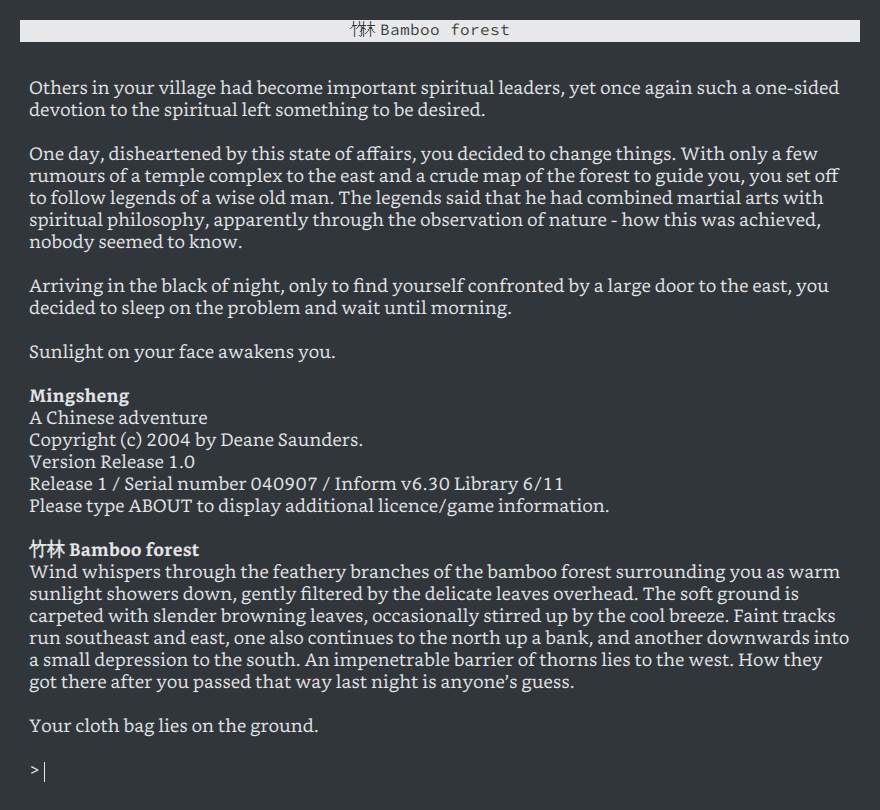 竹林 Bamboo forest
Others in your village had become important spiritual leaders, yet once again such a one-sided
devotion to the spiritual left something to be desired.
One day, disheartened by this state of affairs, you decided to change things. With only a few
rumours of a temple complex to the east and a crude map of the forest to guide you, you set off
to follow legends of a wise old man. The legends said that he had combined martial arts with
spiritual philosophy, apparently through the observation of nature - how this was achieved,
nobody seemed to know.
Arriving in the black of night, only to find yourself confronted by a large door to the east, you
decided to sleep on the problem and wait until morning.
Sunlight on your face awakens you.
Mingsheng
A Chinese adventure
Copyright (c) 2004 by Deane Saunders.
Version Release 1.0
Release 1 / Serial number 040907 / Inform v6.30 Library 6/11
Please type ABOUT to display additional licence/game information.
竹林 Bamboo forest
Wind whispers through the feathery branches of the bamboo forest surrounding you as warm
sunlight showers down, gently filtered by the delicate leaves overhead. The soft ground is
carpeted with slender browning leaves, occasionally stirred up by the cool breeze. Faint tracks
run southeast and east, one also continues to the north up a bank, and another downwards into
a small depression to the south. An impenetrable barrier of thorns lies to the west. How they
got there after you passed that way last night is anyone's guess.
Your cloth bag lies on the ground.
>